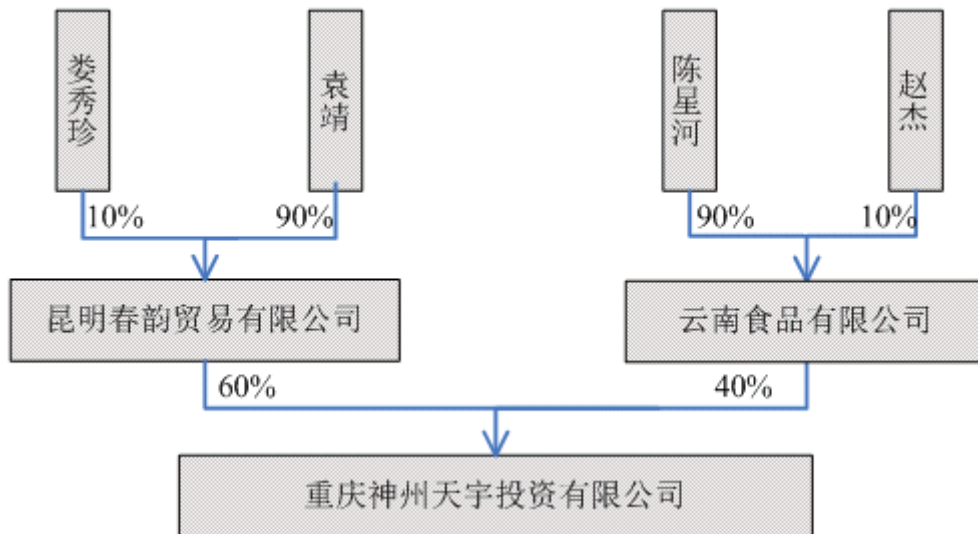 娄秀珍
袁靖
陈星河
赵杰
10%
90%
90%
10%
昆明春韵贸易有限公司
云南食品有限公司
60%
40%
重庆神州天宇投资有限公司